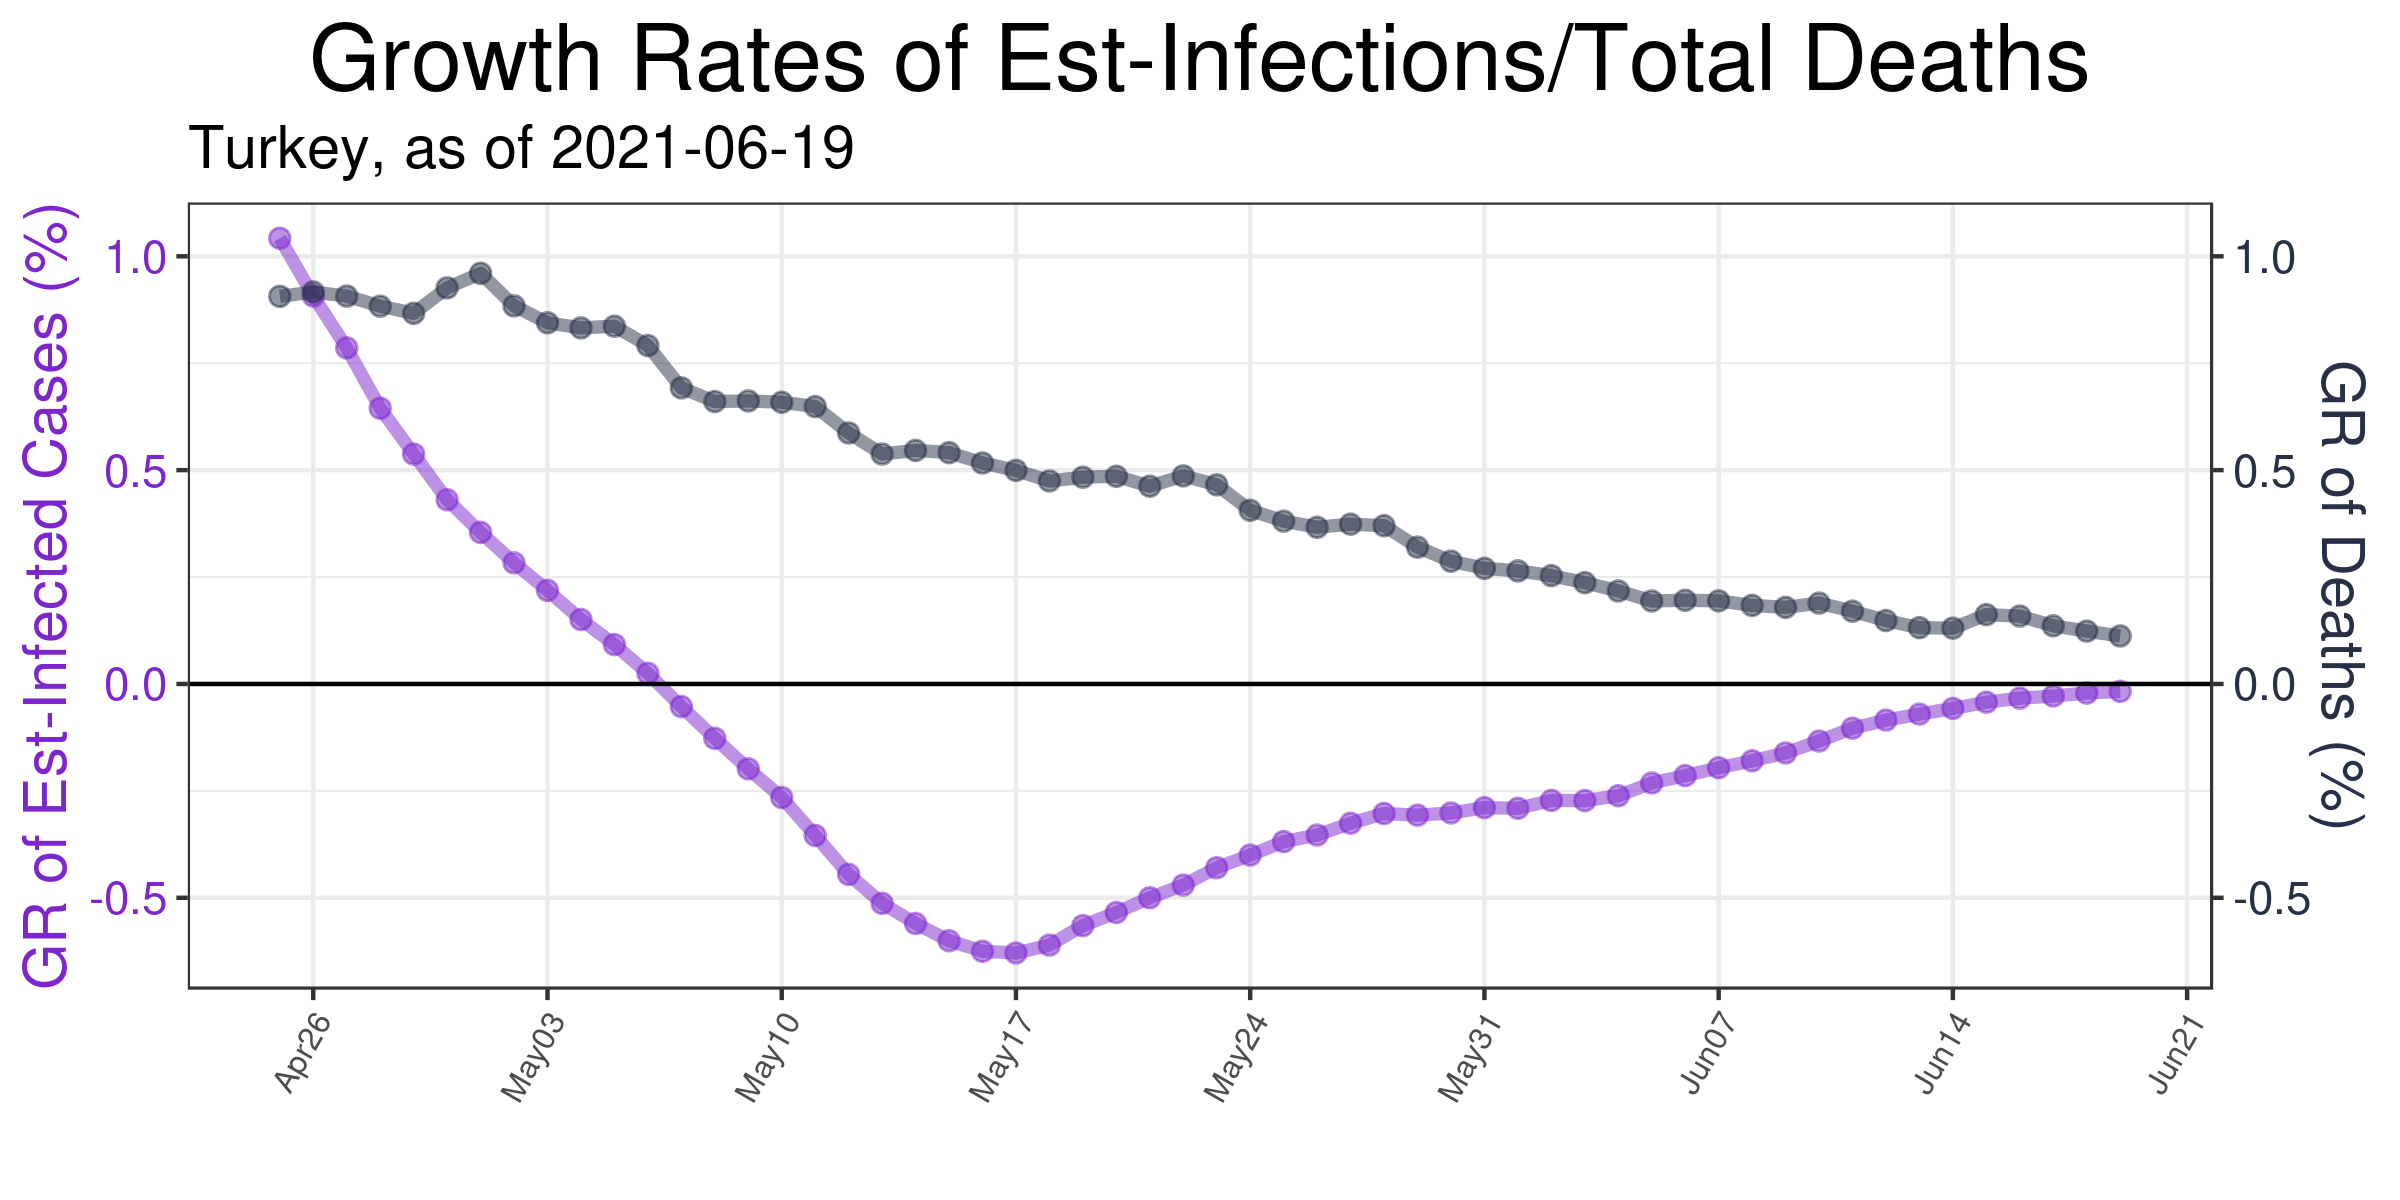 Growth Rates of Est-Infections/Total Deaths
Turkey, as of 2021-06-19
GR of Est-Infected Cases (%)
1.0
0.5
0.0
-0.5
1.0
0.5
0.0
-0.5
GR of Deaths (%)
Apr26
May03
May10
May17
May24
May31
Jun07
Jun14
Jun21